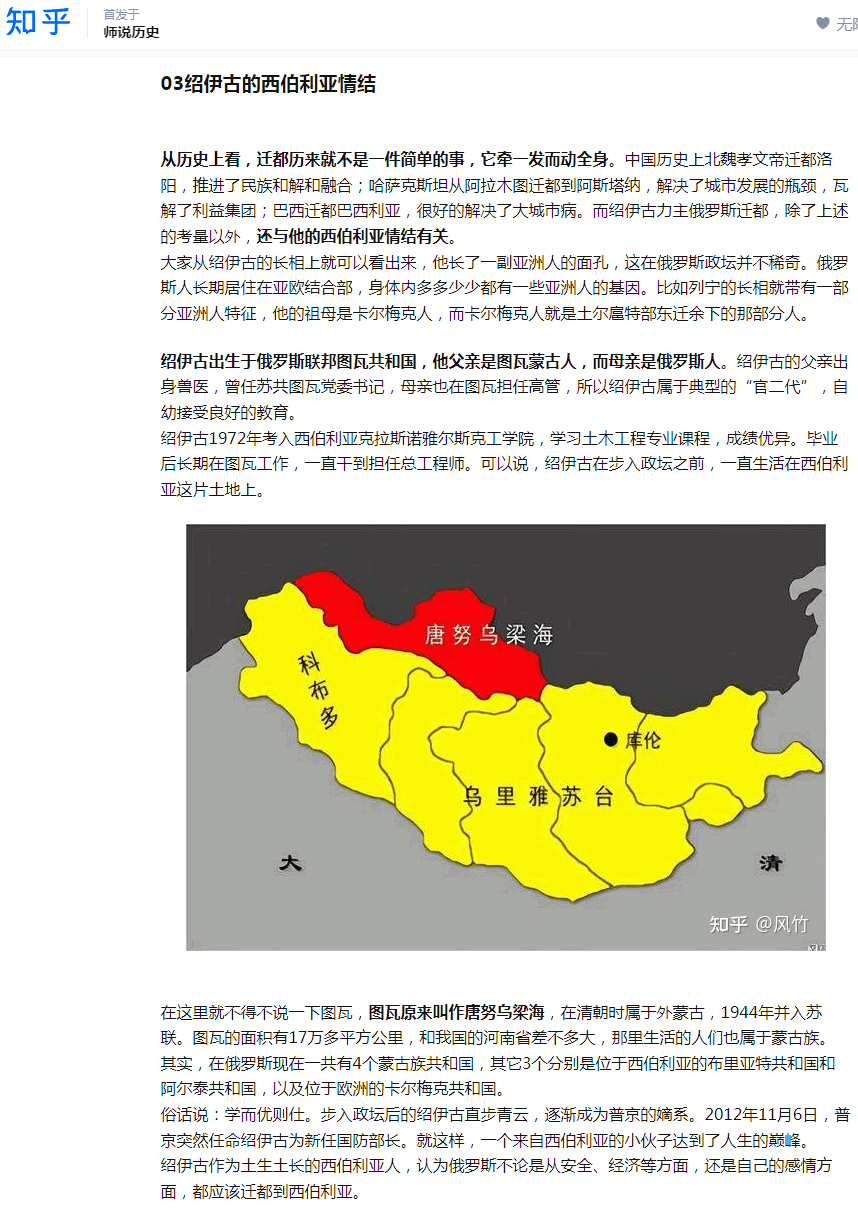 知乎
首发于
师说历史
无障
03绍伊古的西伯利亚情结
从历史上看，迁都历来就不是一件简单的事，它牵一发而动全身。中国历史上北魏孝文帝迁都洛
阳，推进了民族和解和融合；哈萨克斯坦从阿拉木图迁都到阿斯塔纳，解决了城市发展的瓶颈，瓦
解了利益集团；巴西迁都巴西利亚，很好的解决了大城市病。而绍伊古力主俄罗斯迁都，除了上述
的考量以外，还与他的西伯利亚情结有关。
大家从绍伊古的长相上就可以看出来，他长了一副亚洲人的面孔，这在俄罗斯政坛并不稀奇。俄罗
斯人长期居住在亚欧结合部，身体内多多少少都有一些亚洲人的基因。比如列宁的长相就带有一部
分亚洲人特征，他的祖母是卡尔梅克人，而卡尔梅克人就是土尔扈特部东迁余下的那部分人。
绍伊古出生于俄罗斯联邦图瓦共和国，他父亲是图瓦蒙古人，而母亲是俄罗斯人。绍伊古的父亲出
身兽医，曾任苏共图瓦党委书记，母亲也在图瓦担任高管，所以绍伊古属于典型的“官二代”，自
幼接受良好的教育。
绍伊古1972年考入西伯利亚克拉斯诺雅尔斯克工学院，学习土木工程专业课程，成绩优异。毕业
后长期在图瓦工作，一直干到担任总工程师。可以说，绍伊古在步入政坛之前，一直生活在西伯利
亚这片土地上。
唐努乌梁海
科布多
库伦
乌里雅苏台
大 清
知乎 @风竹
在这里就不得不说一下图瓦，图瓦原来叫作唐努乌梁海，在清朝时属于外蒙古，1944年并入苏
联。图瓦的面积有17万多平方公里，和我国的河南省差不多大，那里生活的人们也属于蒙古族。
其实，在俄罗斯现在一共有4个蒙古族共和国，其它3个分别是位于西伯利亚的布里亚特共和国和
阿尔泰共和国，以及位于欧洲的卡尔梅克共和国。
俗话说：学而优则仕。步入政坛后的绍伊古直步青云，逐渐成为普京的嫡系。2012年11月6日，普
京突然任命绍伊古为新任国防部长。就这样，一个来自西伯利亚的小伙子达到了人生的巅峰。
绍伊古作为土生土长的西伯利亚人，认为俄罗斯不论是从安全、经济等方面，还是自己的感情方
面，都应该迁都到西伯利亚。